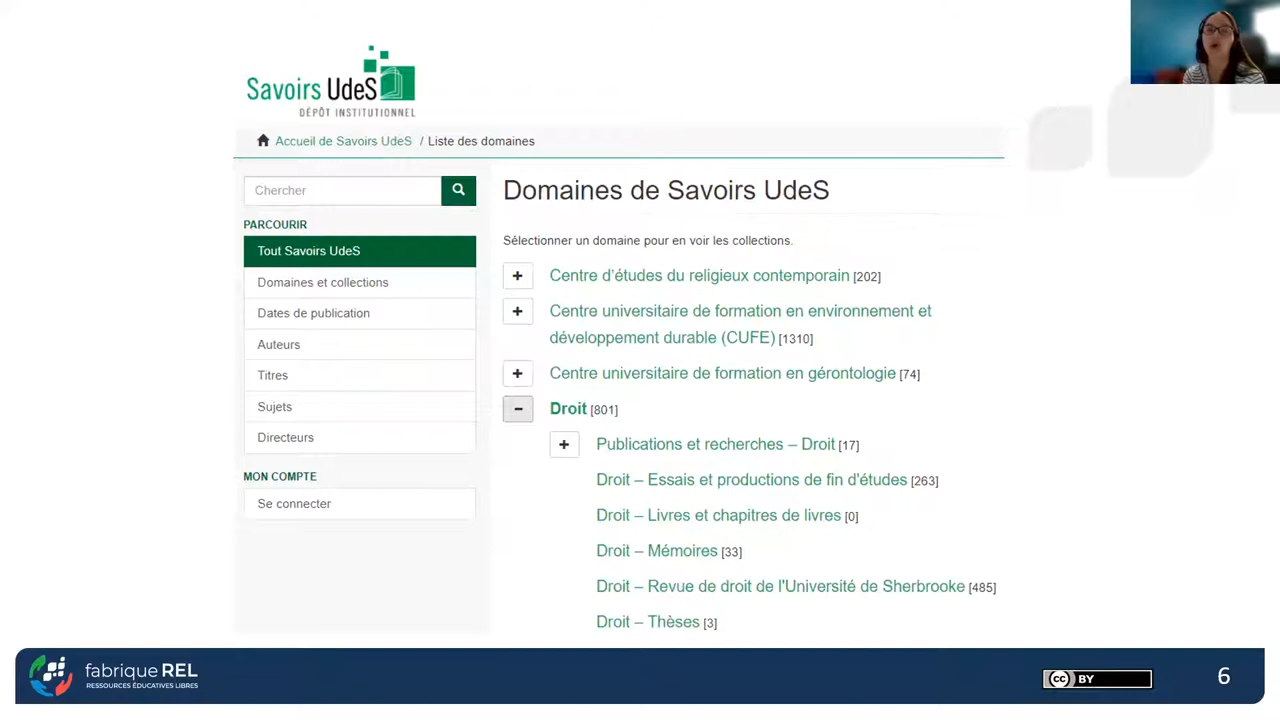 Savoirs UdeS
DÉPÔT INSTITUTIONNEL
Accueil de Savoirs UdeS / Liste des domaines
Chercher
PARCOURIR
Tout Savoirs UdeS
Domaines et collections
Dates de publication
Auteurs
Titres
Sujets
Directeurs
MON COMPTE
Se connecter
Domaines de Savoirs UdeS
Sélectionner un domaine pour en voir les collections.
+ Centre d'études du religieux contemporain [202]
+ Centre universitaire de formation en environnement et
développement durable (CUFE) [1310]
+ Centre universitaire de formation en gérontologie [74]
- Droit [801]
+ Publications et recherches – Droit [17]
Droit – Essais et productions de fin d'études [263]
Droit – Livres et chapitres de livres [0]
Droit – Mémoires [33]
Droit – Revue de droit de l'Université de Sherbrooke [485]
Droit – Thèses [3]
fabrique REL
RESSOURCES ÉDUCATIVES LIBRES
cc BY
6